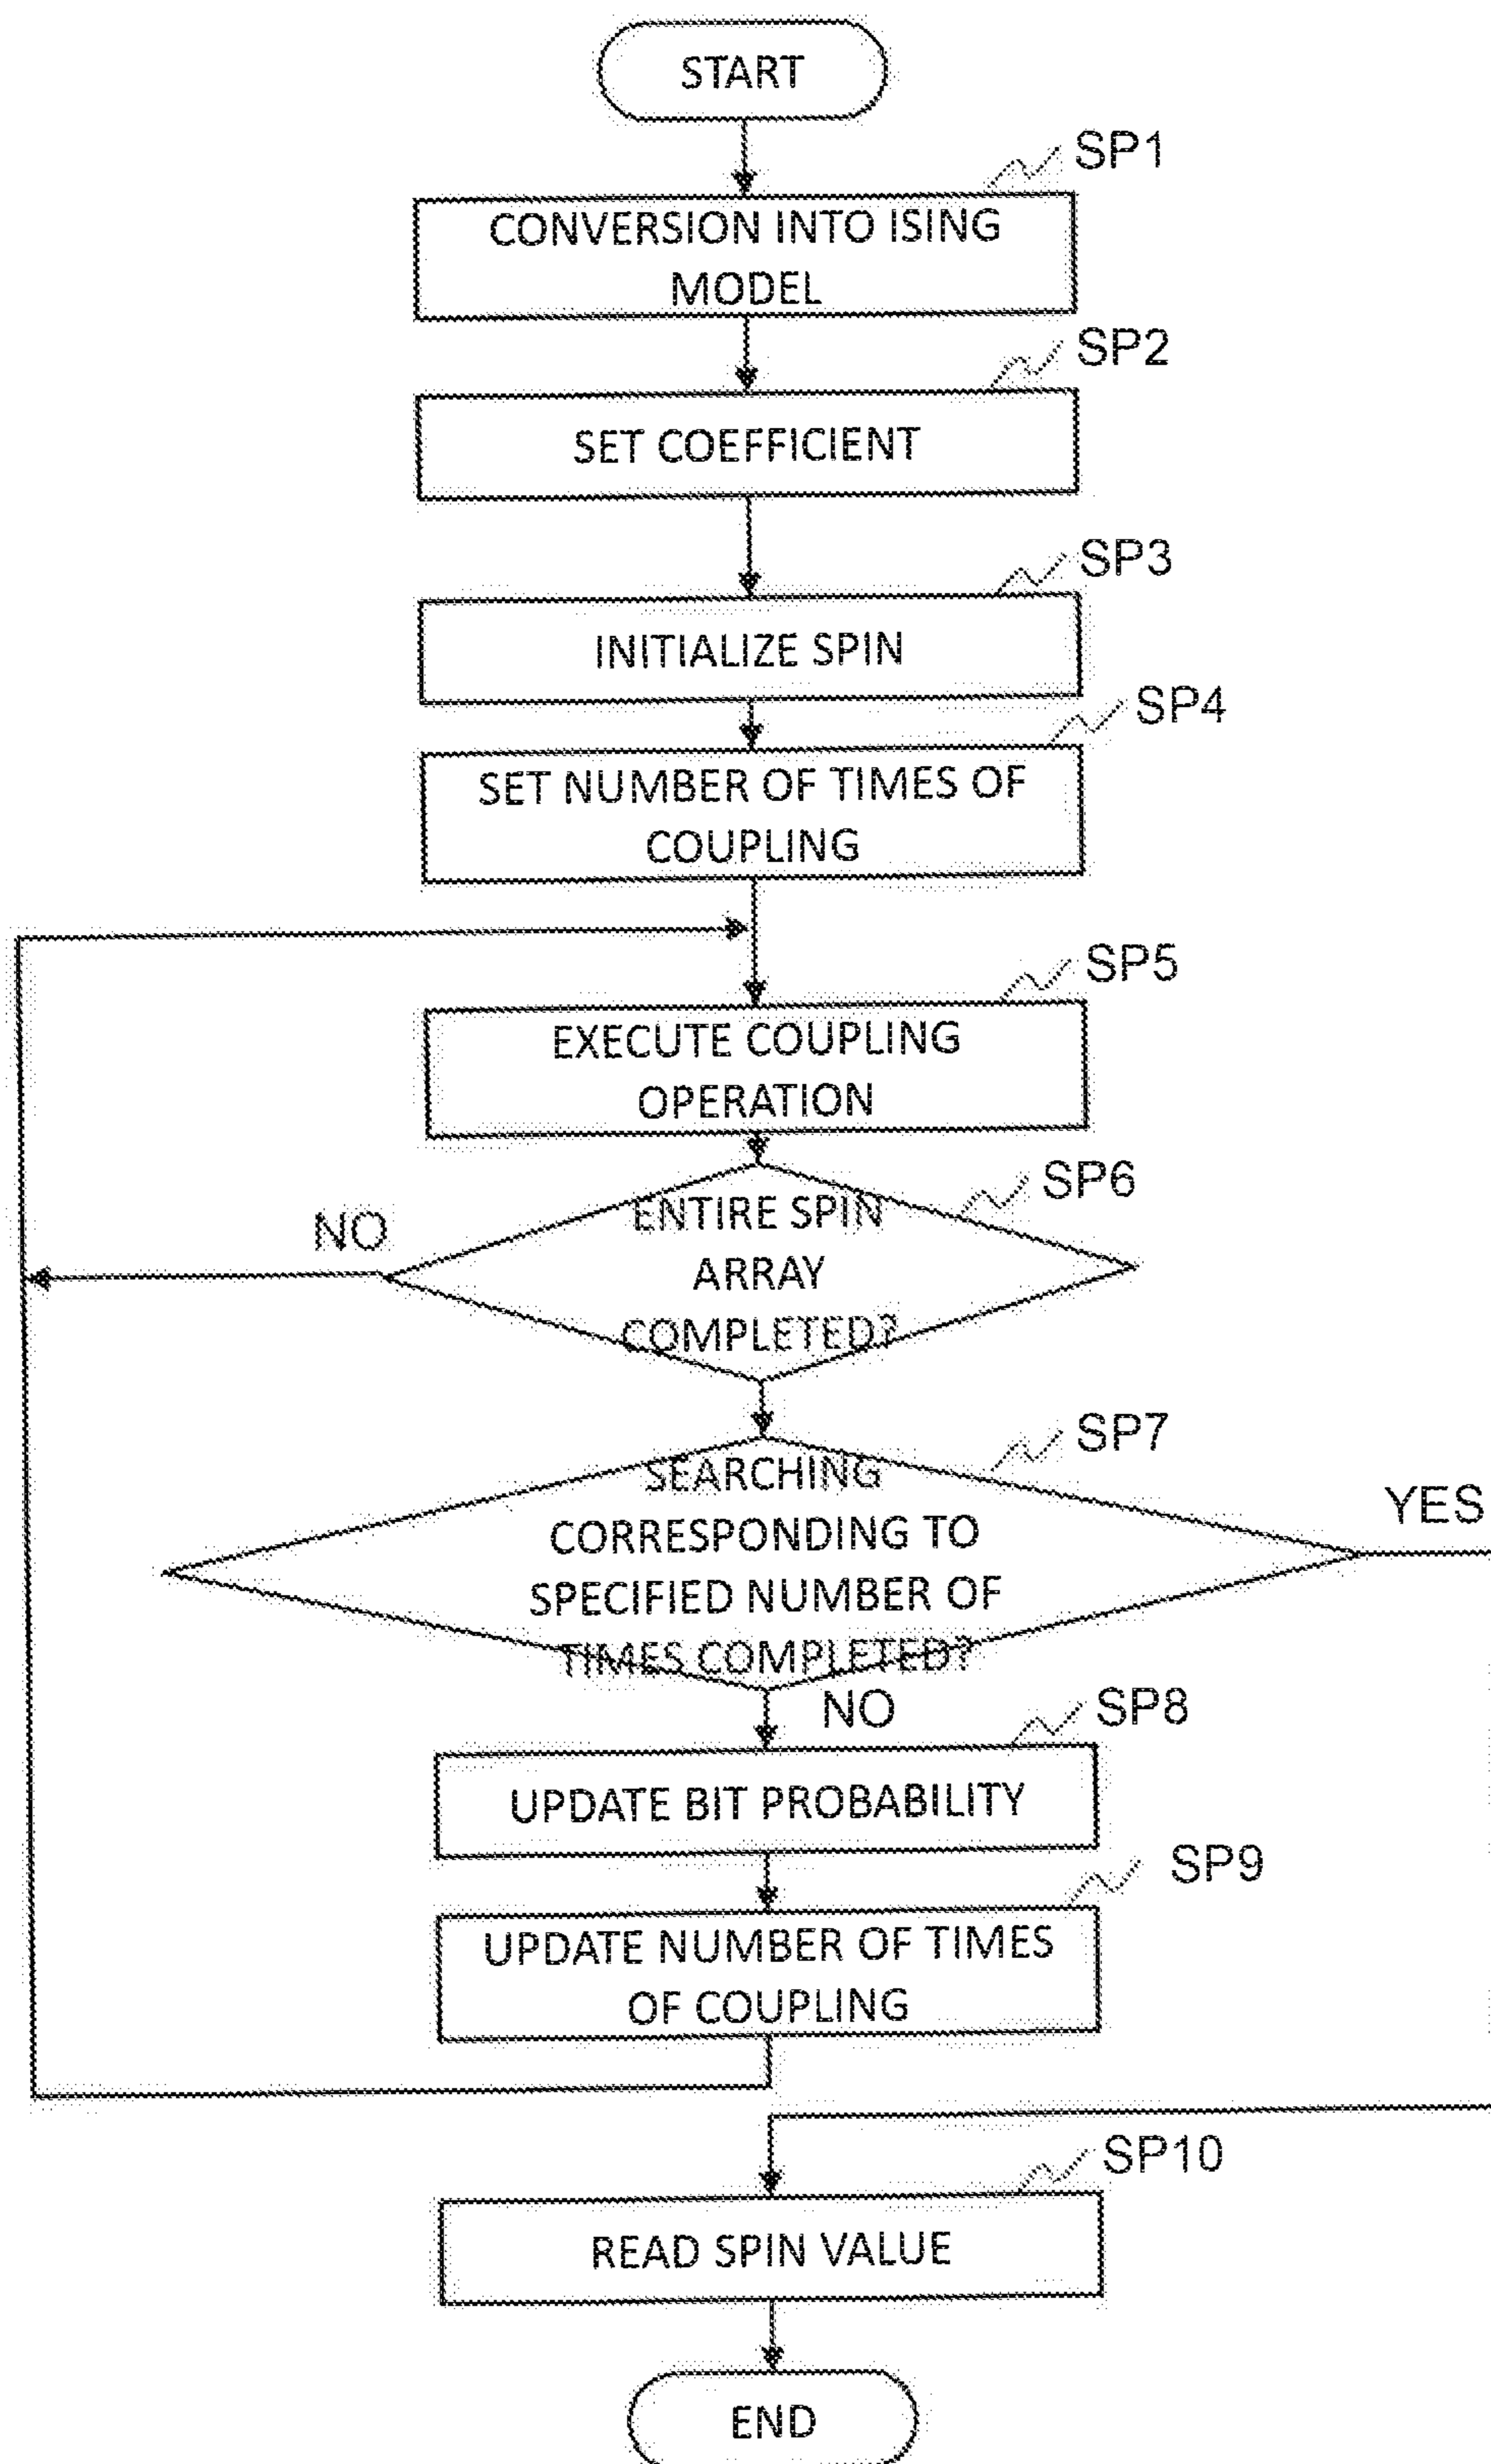 START
SP1
CONVERSION INTO ISING
MODEL
SP2
SET COEFFICIENT
SP3
INITIALIZE SPIN
SP4
SET NUMBER OF TIMES OF
COUPLING
SP5
EXECUTE COUPLING
OPERATION
SP6
ENTIRE SPIN
NO
ARRAY
COMPLETED?
SP7
SEARCHING
YES
CORRESPONDING TO
SPECIFIED NUMBER OF
TIMES COMPLETED?
NO
SP8
UPDATE BIT PROBABILITY
SP9
UPDATE NUMBER OF TIMES
OF COUPLING
SP10
READ SPIN VALUE
END